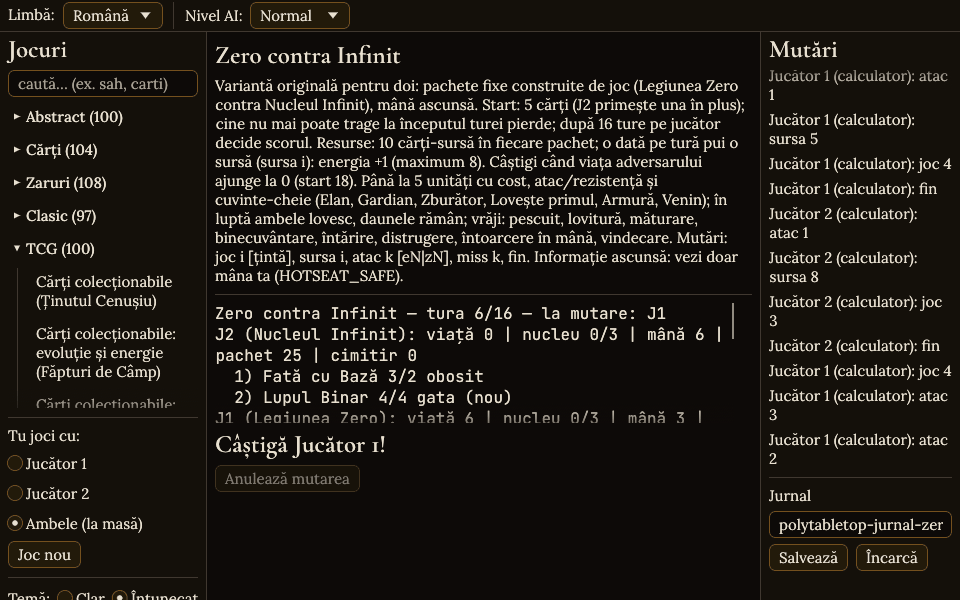 Limbă: Română ▼ Nivel AI: Normal ▼
Jocuri
caută... (ex. sah, carti)
▸ Abstract (100)
▸ Cărți (104)
▸ Zaruri (108)
▸ Clasic (97)
▾ TCG (100)
Cărți colecționabile
(Ținutul Cenușiu)
Cărți colecționabile:
evoluție și energie
(Făpturi de Câmp)
Cărți colecționabile:
Tu joci cu:
Jucător 1
Jucător 2
Ambele (la masă)
Joc nou
Temă: Clar Întunecat
Zero contra Infinit
Variantă originală pentru doi: pachete fixe construite de joc (Legiunea Zero
contra Nucleul Infinit), mână ascunsă. Start: 5 cărți (J2 primește una în plus);
cine nu mai poate trage la începutul turei pierde; după 16 ture pe jucător
decide scorul. Resurse: 10 cărți-sursă în fiecare pachet; o dată pe tură pui o
sursă (sursa i): energia +1 (maximum 8). Câștigi când viața adversarului
ajunge la 0 (start 18). Până la 5 unități cu cost, atac/rezistență și
cuvinte-cheie (Elan, Gardian, Zburător, Lovește primul, Armură, Venin); în
luptă ambele lovesc, daunele rămân; vrăji: pescuit, lovitură, măturare,
binecuvântare, întărire, distrugere, întoarcere în mână, vindecare. Mutări:
joc i [țintă], sursa i, atac k [eN|zN], miss k, fin. Informație ascunsă: vezi doar
mâna ta (HOTSEAT_SAFE).
Zero contra Infinit — tura 6/16 — la mutare: J1
J2 (Nucleul Infinit): viață 0 | nucleu 0/3 | mână 6 |
pachet 25 | cimitir 0
1) Fată cu Bază 3/2 obosit
2) Lupul Binar 4/4 gata (nou)
J1 (Legiunea Zero): viață 6 | nucleu 0/3 | mână 3 |
Câștigă Jucător 1!
Anulează mutarea
Mutări
Jucător 1 (calculator): atac
1
Jucător 1 (calculator):
sursa 5
Jucător 1 (calculator): joc 4
Jucător 1 (calculator): fin
Jucător 2 (calculator):
atac 1
Jucător 2 (calculator):
sursa 8
Jucător 2 (calculator): joc
3
Jucător 2 (calculator): fin
Jucător 1 (calculator): joc 4
Jucător 1 (calculator): atac
3
Jucător 1 (calculator): atac
2
Jurnal
polytabletop-jurnal-zer
Salvează Încarcă